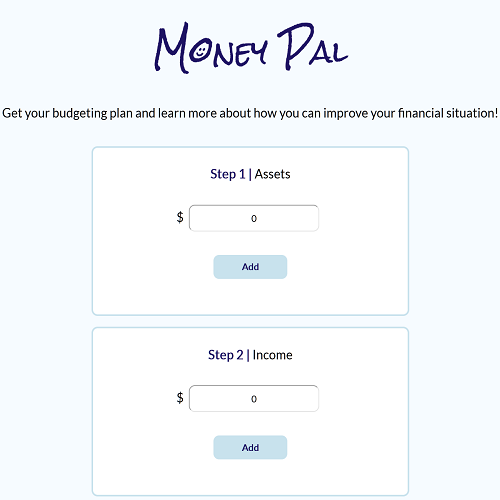 Money Pal
Get your budgeting plan and learn more about how you can improve your financial situation!
Step 1 | Assets
$ 0
Add
Step 2 | Income
$ 0
Add